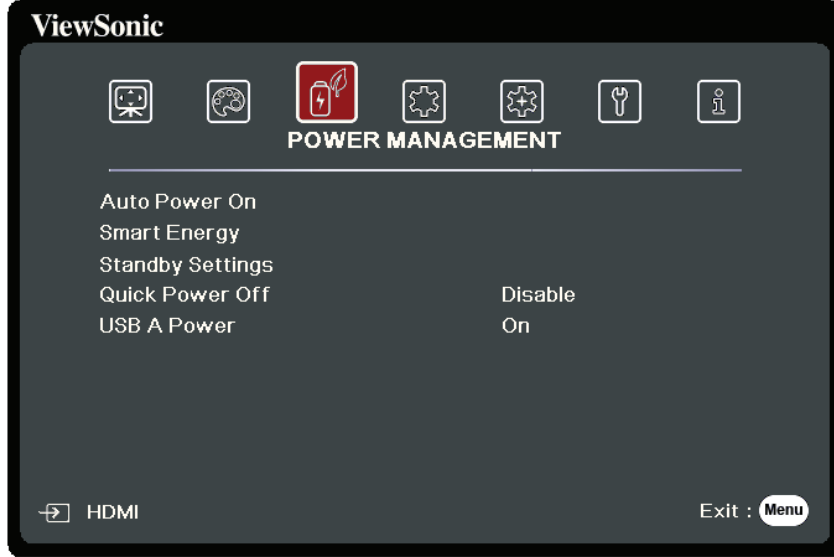 ViewSonic
POWER MANAGEMENT
Auto Power On
Smart Energy
Standby Settings
Quick Power Off Disable
USB A Power On
HDMI Exit : Menu